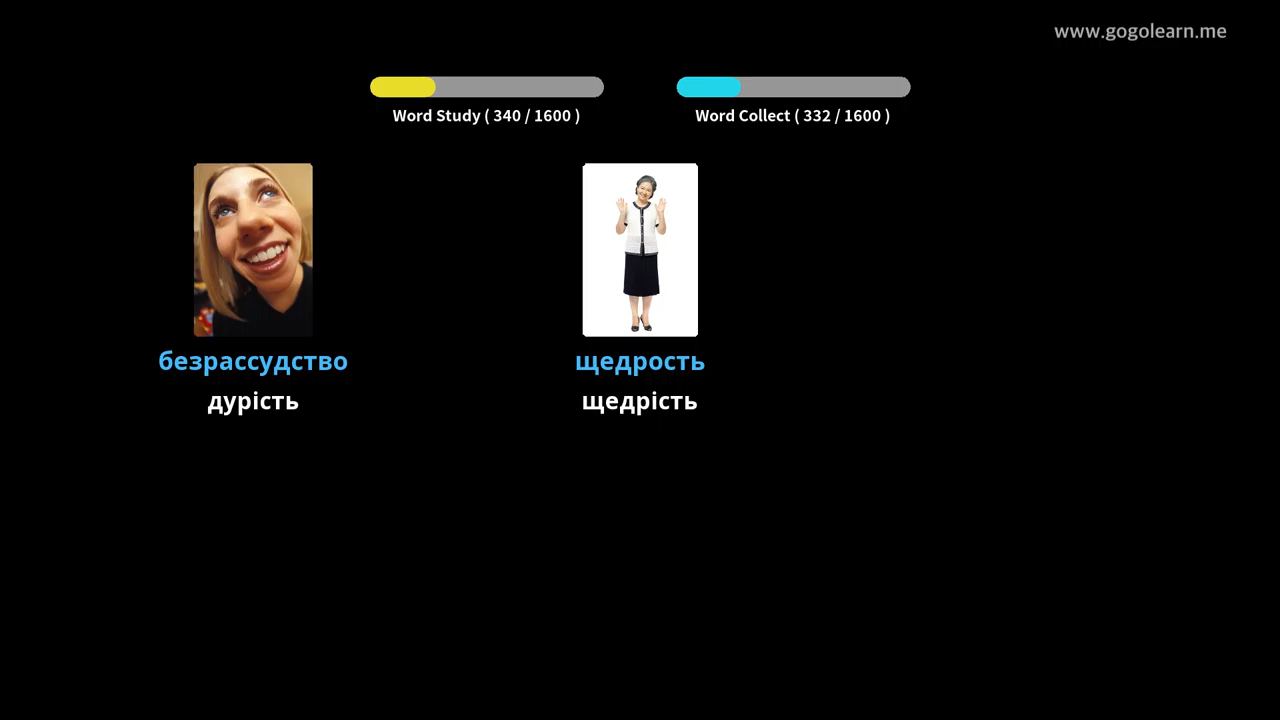 www.gogolearn.me
Word Study ( 340 / 1600 )
Word Collect ( 332 / 1600 )
безрассудство
дурість
щедрость
щедрість